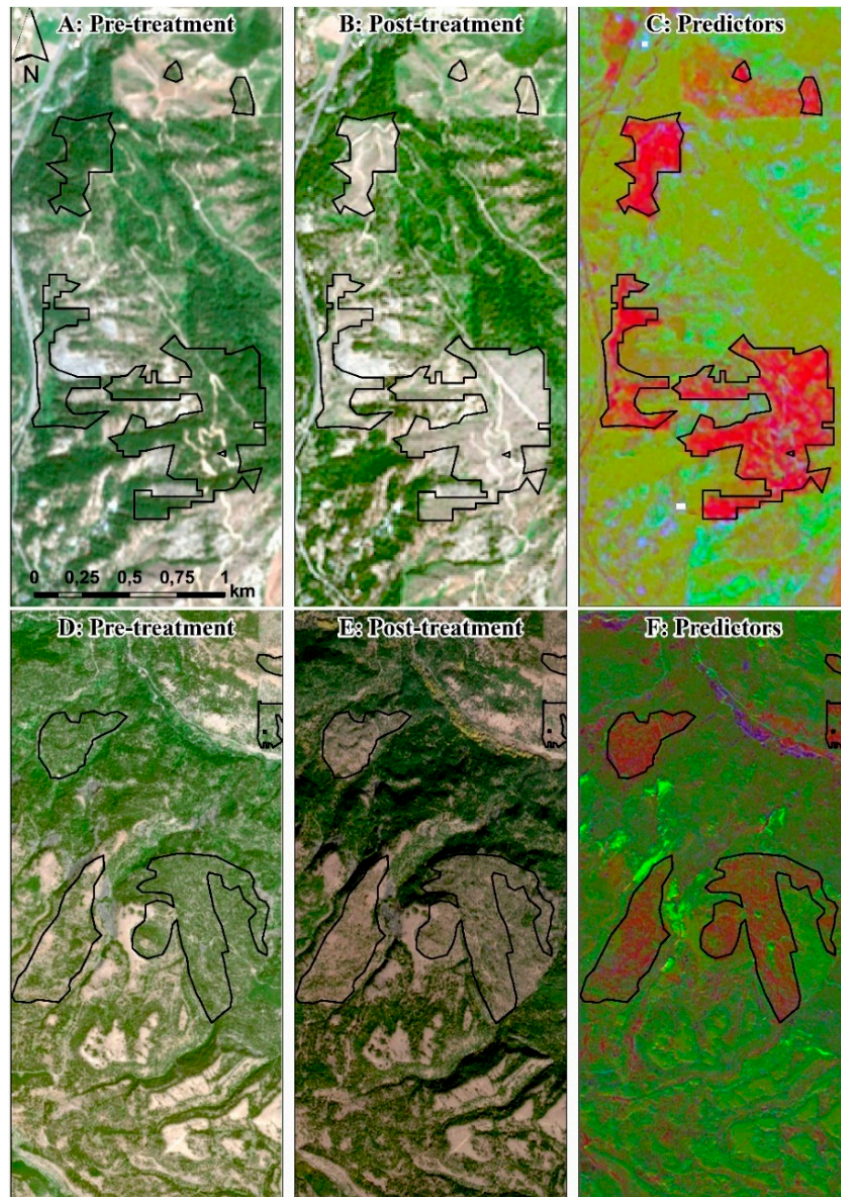 A: Pre-treatment
B: Post-treatment
C: Predictors
N
0 0,25 0,5 0,75 1
km
D: Pre-treatment
E: Post-treatment
F: Predictors